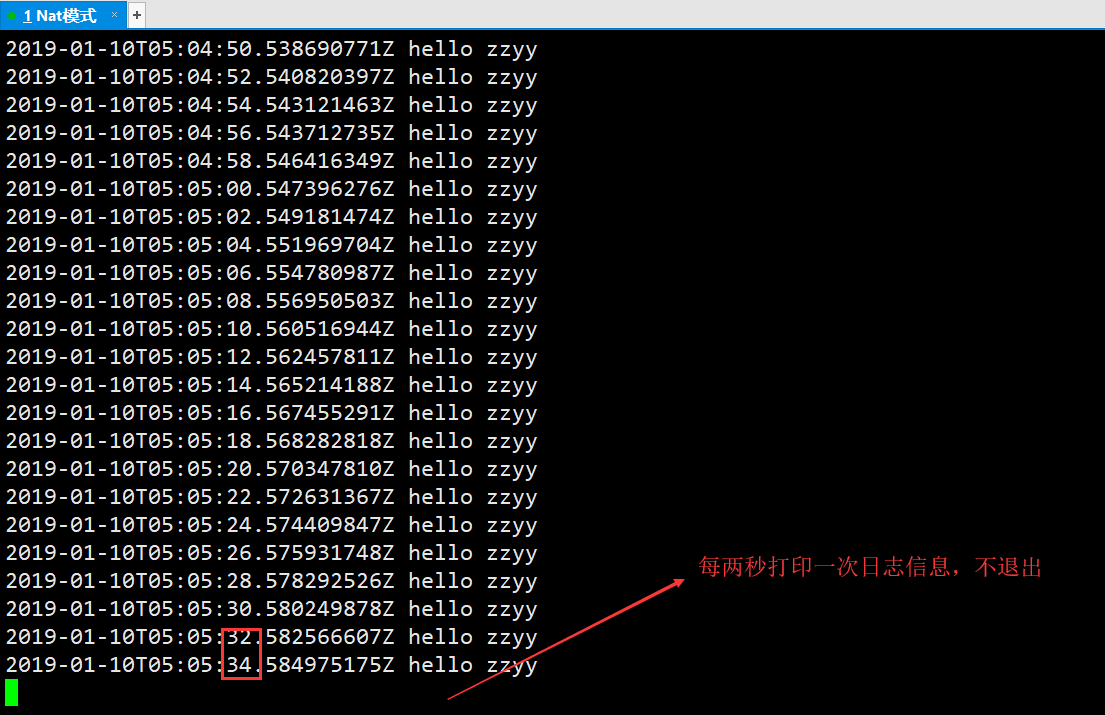 1 Nat模式 × +
2019-01-10T05:04:50.538690771Z hello zzyy
2019-01-10T05:04:52.540820397Z hello zzyy
2019-01-10T05:04:54.543121463Z hello zzyy
2019-01-10T05:04:56.543712735Z hello zzyy
2019-01-10T05:04:58.546416349Z hello zzyy
2019-01-10T05:05:00.547396276Z hello zzyy
2019-01-10T05:05:02.549181474Z hello zzyy
2019-01-10T05:05:04.551969704Z hello zzyy
2019-01-10T05:05:06.554780987Z hello zzyy
2019-01-10T05:05:08.556950503Z hello zzyy
2019-01-10T05:05:10.560516944Z hello zzyy
2019-01-10T05:05:12.562457811Z hello zzyy
2019-01-10T05:05:14.565214188Z hello zzyy
2019-01-10T05:05:16.567455291Z hello zzyy
2019-01-10T05:05:18.568282818Z hello zzyy
2019-01-10T05:05:20.570347810Z hello zzyy
2019-01-10T05:05:22.572631367Z hello zzyy
2019-01-10T05:05:24.574409847Z hello zzyy
2019-01-10T05:05:26.575931748Z hello zzyy
2019-01-10T05:05:28.578292526Z hello zzyy
2019-01-10T05:05:30.580249878Z hello zzyy
2019-01-10T05:05:32.582566607Z hello zzyy
2019-01-10T05:05:34.584975175Z hello zzyy
每两秒打印一次日志信息，不退出